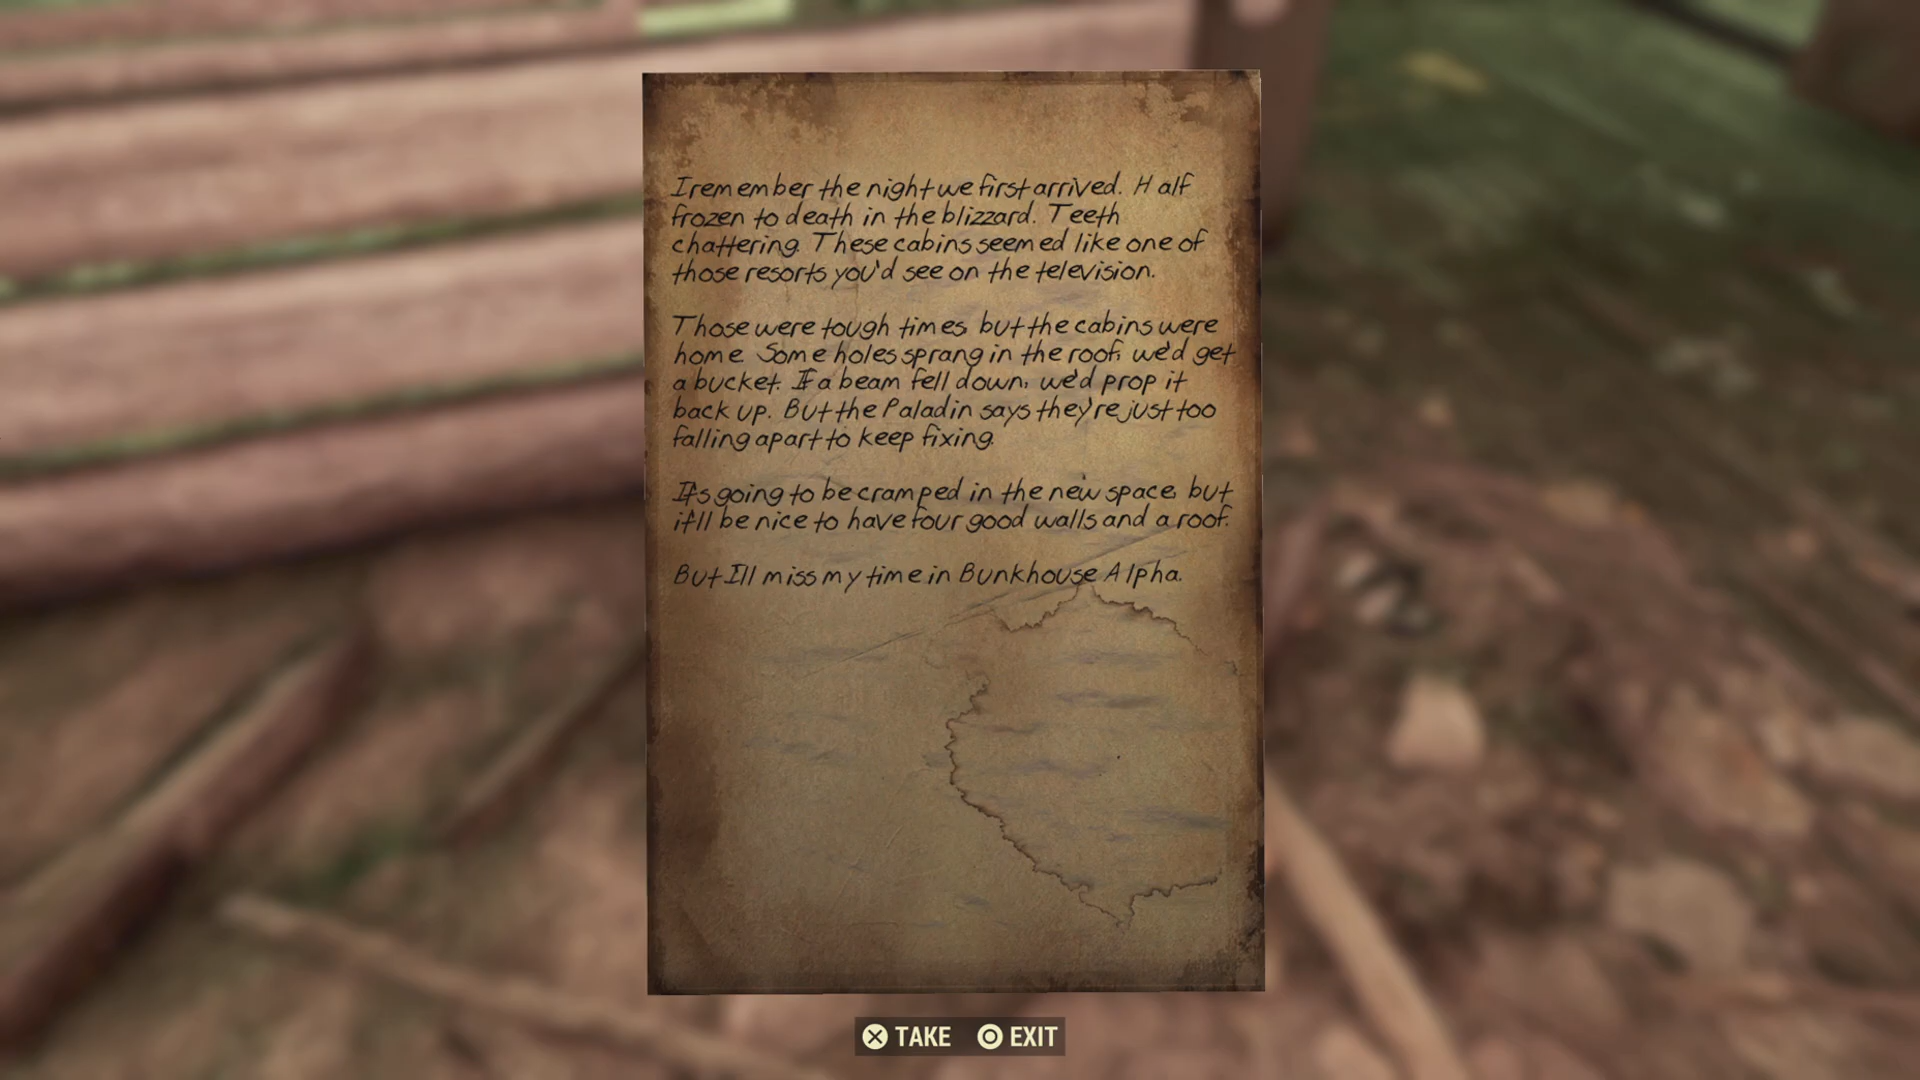 I remember the night we first arrived. Half
frozen to death in the blizzard. Teeth
chattering. These cabins seemed like one of
those resorts you'd see on the television.
Those were tough times, but the cabins were
home. Some holes sprang in the roof, we'd get
a bucket. If a beam fell down, we'd prop it
back up. But the Paladin says they're just too
falling apart to keep fixing.
It's going to be cramped in the new space, but
it'll be nice to have four good walls and a roof.
But I'll miss my time in Bunkhouse Alpha.
TAKE EXIT